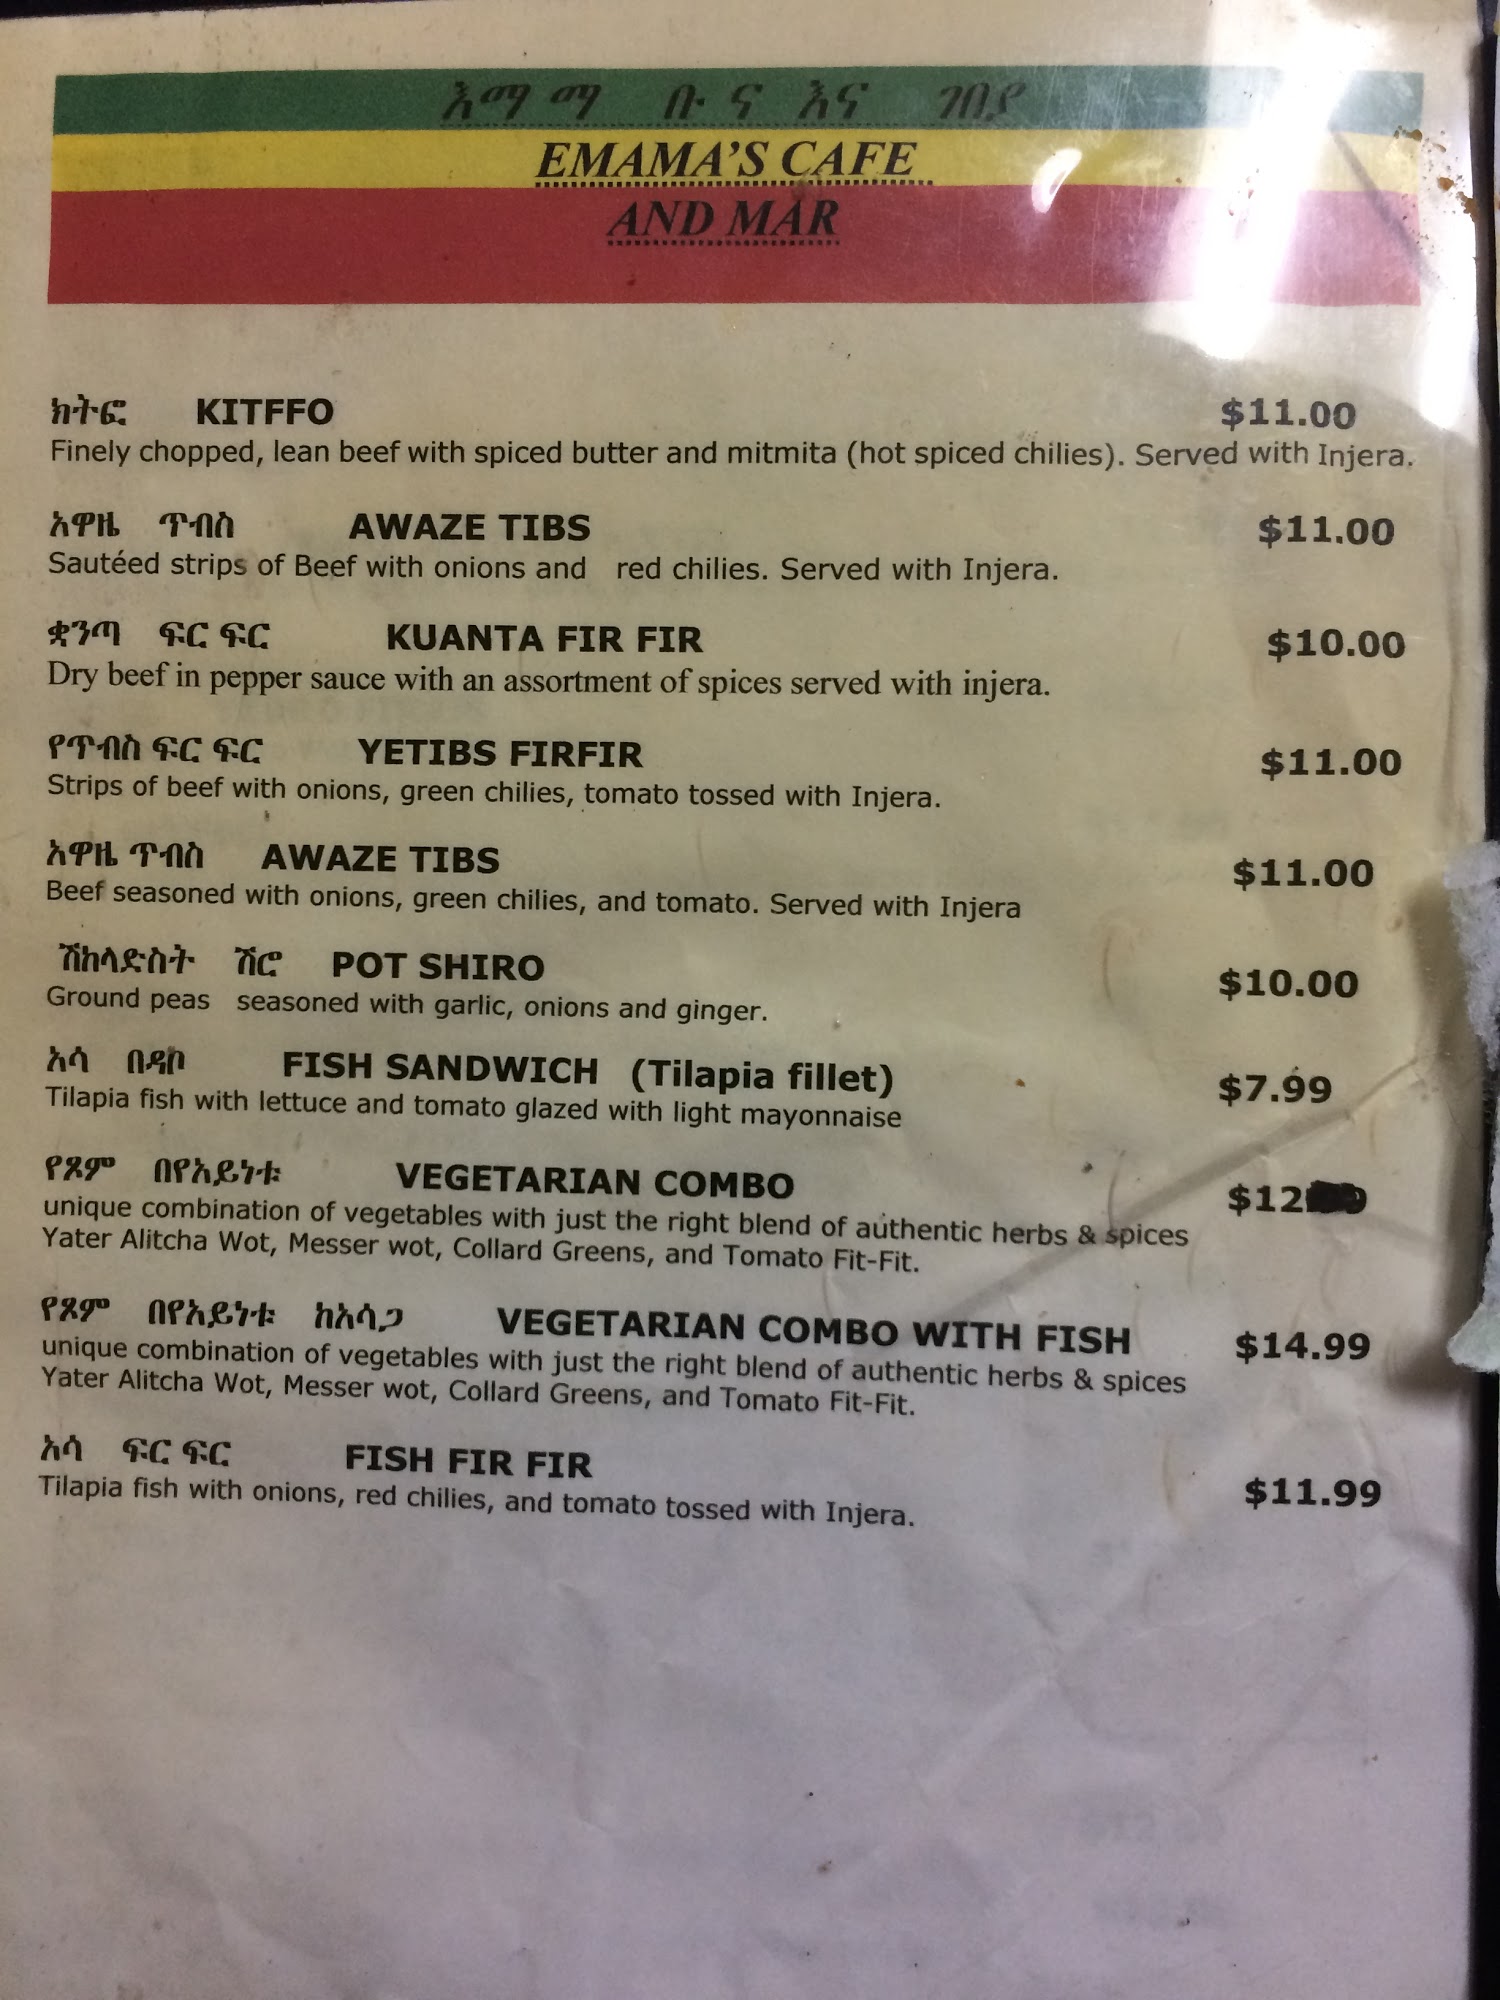 እማማ ቡና እና ገበያ
EMAMA'S CAFE
AND MAR
ክትፎ KITFFO $11.00
Finely chopped, lean beef with spiced butter and mitmita (hot spiced chilies). Served with Injera.
አዋዜ ጥብስ AWAZE TIBS $11.00
Sautéed strips of Beef with onions and red chilies. Served with Injera.
ቋንጣ ፍር ፍር KUANTA FIR FIR $10.00
Dry beef in pepper sauce with an assortment of spices served with injera.
የጥብስ ፍር ፍር YETIBS FIRFIR $11.00
Strips of beef with onions, green chilies, tomato tossed with Injera.
አዋዜ ጥብስ AWAZE TIBS $11.00
Beef seasoned with onions, green chilies, and tomato. Served with Injera
ሽከላድስት ሽሮ POT SHIRO $10.00
Ground peas seasoned with garlic, onions and ginger.
አሳ በዳቦ FISH SANDWICH (Tilapia fillet) $7.99
Tilapia fish with lettuce and tomato glazed with light mayonnaise
የጾም በየአይነቱ VEGETARIAN COMBO $12
unique combination of vegetables with just the right blend of authentic herbs & spices
Yater Alitcha Wot, Messer wot, Collard Greens, and Tomato Fit-Fit.
የጾም በየአይነቱ ከአሳጋ VEGETARIAN COMBO WITH FISH $14.99
unique combination of vegetables with just the right blend of authentic herbs & spices
Yater Alitcha Wot, Messer wot, Collard Greens, and Tomato Fit-Fit.
አሳ ፍር ፍር FISH FIR FIR $11.99
Tilapia fish with onions, red chilies, and tomato tossed with Injera.